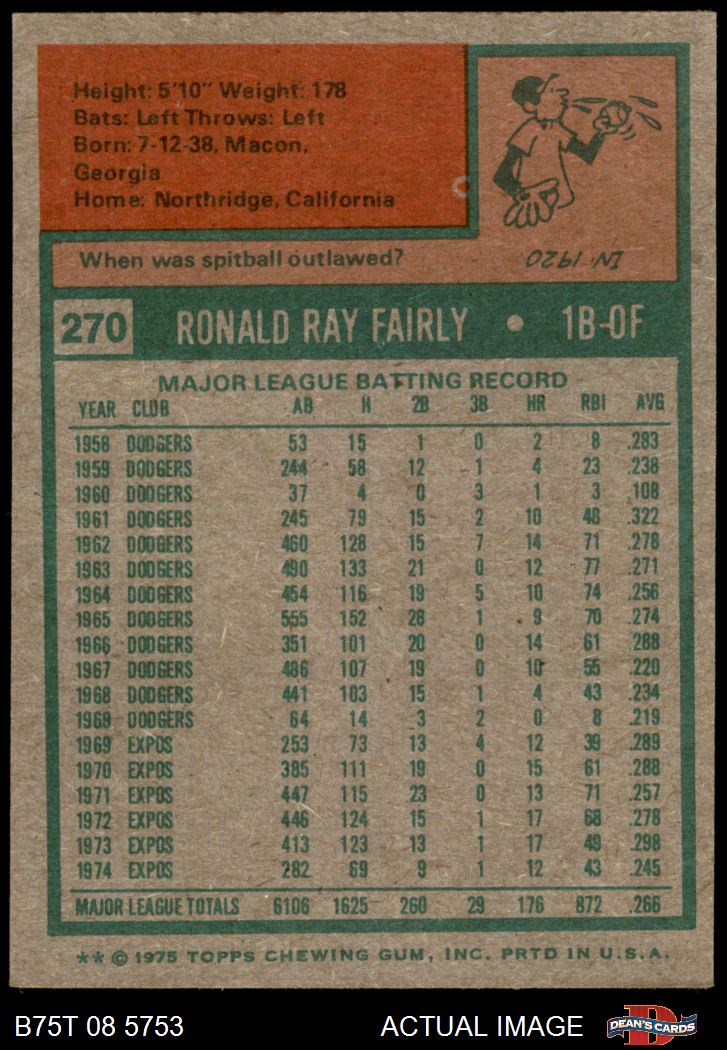 Height: 5'10" Weight: 178
Bats: Left Throws: Left
Born: 7-12-38, Macon,
Georgia
Home: Northridge, California
When was spitball outlawed?
IN 1920
270 RONALD RAY FAIRLY • 1B-OF
MAJOR LEAGUE BATTING RECORD
YEAR CLUB AB H 2B 3B HR RBI AVG
1958 DODGERS 53 15 1 0 2 8 .283
1959 DODGERS 244 58 12 1 4 23 .238
1960 DODGERS 37 4 0 3 1 3 .108
1961 DODGERS 245 79 15 2 10 48 .322
1962 DODGERS 460 128 15 7 14 71 .278
1963 DODGERS 490 133 21 0 12 77 .271
1964 DODGERS 454 116 19 5 10 74 .256
1965 DODGERS 555 152 28 1 9 70 .274
1966 DODGERS 351 101 20 0 14 61 .288
1967 DODGERS 486 107 19 0 10 55 .220
1968 DODGERS 441 103 15 1 4 43 .234
1969 DODGERS 64 14 3 2 0 8 .219
1969 EXPOS 253 73 13 4 12 39 .289
1970 EXPOS 385 111 19 0 15 61 .288
1971 EXPOS 447 115 23 0 13 71 .257
1972 EXPOS 446 124 15 1 17 68 .278
1973 EXPOS 413 123 13 1 17 49 .298
1974 EXPOS 282 69 9 1 12 43 .245
MAJOR LEAGUE TOTALS 6106 1625 260 29 176 872 .266
** © 1975 TOPPS CHEWING GUM, INC. PRTD IN U.S.A.
B75T 08 5753 ACTUAL IMAGE
DEAN'S CARDS